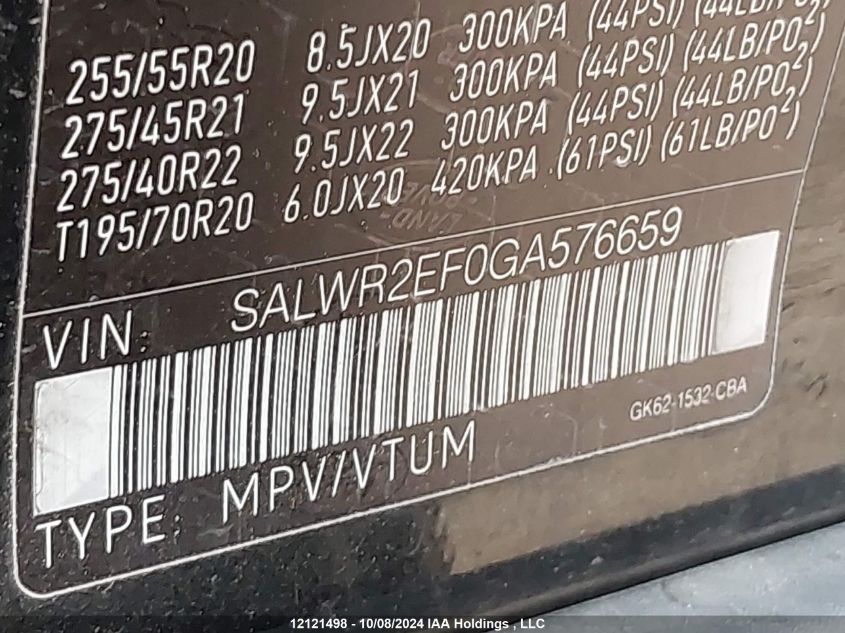 255/55R20 8.5JX20 300KPA (44PSI) (44LB/PO²)
275/45R21 9.5JX21 300KPA (44PSI) (44LB/PO²)
275/40R22 9.5JX22 300KPA (44PSI) (44LB/PO²)
T195/70R20 6.0JX20 420KPA (61PSI) (61LB/PO²)
LAND-
ROVER
VIN: SALWR2EF0GA576659
GK62-1532-CBA
TYPE: MPV/VTUM
12121498 - 10/08/2024 IAA Holdings , LLC